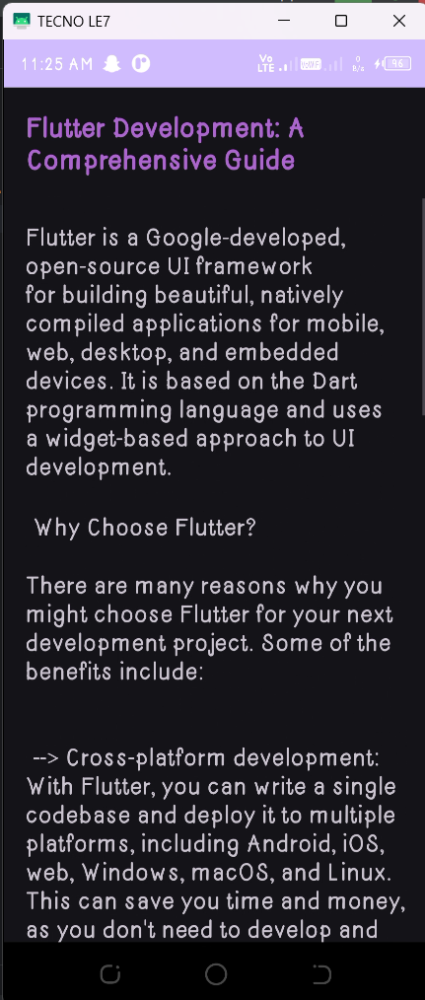 TECNO LE7
11:25 AM
Vo
LTE
VoWiFi
0
B/s
96
Flutter Development: A
Comprehensive Guide
Flutter is a Google-developed,
open-source UI framework
for building beautiful, natively
compiled applications for mobile,
web, desktop, and embedded
devices. It is based on the Dart
programming language and uses
a widget-based approach to UI
development.
Why Choose Flutter?
There are many reasons why you
might choose Flutter for your next
development project. Some of the
benefits include:
--> Cross-platform development:
With Flutter, you can write a single
codebase and deploy it to multiple
platforms, including Android, iOS,
web, Windows, macOS, and Linux.
This can save you time and money,
as you don't need to develop and